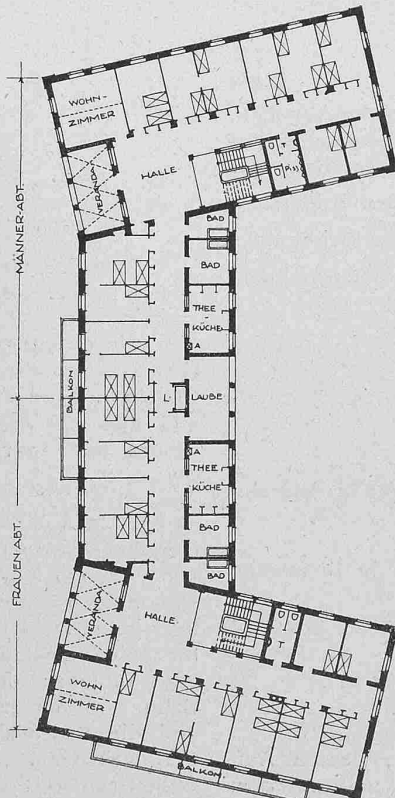 WOHN-
ZIMMER
VERANDA
HALLE
T
T
Piss.
MÄNNER-ABT.
BAD
BAD
THEE
KÜCHE
A
BALKON
L.
LAUBE
A
THEE
KÜCHE
BAD
BAD
FRAUEN ABT.
VERANDA
HALLE
T
WOHN
ZIMMER
BALKON.